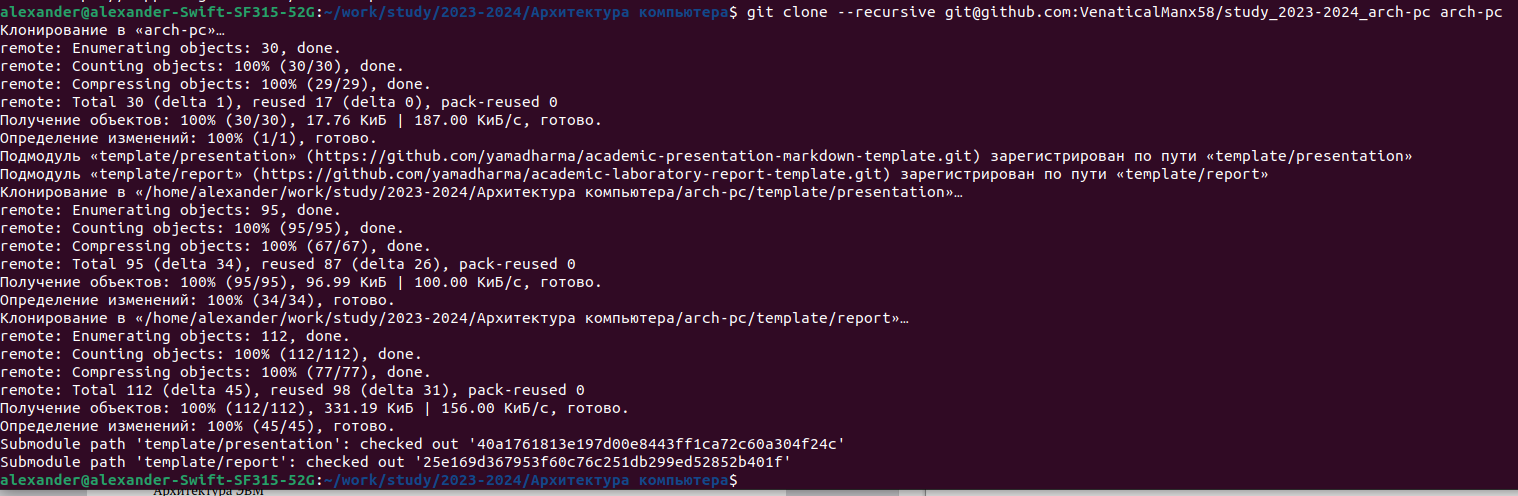 alexander@alexander-Swift-SF315-52G:~/work/study/2023-2024/Архитектура компьютера$ git clone --recursive git@github.com:VenaticalManx58/study_2023-2024_arch-pc arch-pc
Клонирование в «arch-pc»…
remote: Enumerating objects: 30, done.
remote: Counting objects: 100% (30/30), done.
remote: Compressing objects: 100% (29/29), done.
remote: Total 30 (delta 1), reused 17 (delta 0), pack-reused 0
Получение объектов: 100% (30/30), 17.76 КиБ | 187.00 КиБ/с, готово.
Определение изменений: 100% (1/1), готово.
Подмодуль «template/presentation» (https://github.com/yamadharma/academic-presentation-markdown-template.git) зарегистрирован по пути «template/presentation»
Подмодуль «template/report» (https://github.com/yamadharma/academic-laboratory-report-template.git) зарегистрирован по пути «template/report»
Клонирование в «/home/alexander/work/study/2023-2024/Архитектура компьютера/arch-pc/template/presentation»…
remote: Enumerating objects: 95, done.
remote: Counting objects: 100% (95/95), done.
remote: Compressing objects: 100% (67/67), done.
remote: Total 95 (delta 34), reused 87 (delta 26), pack-reused 0
Получение объектов: 100% (95/95), 96.99 КиБ | 100.00 КиБ/с, готово.
Определение изменений: 100% (34/34), готово.
Клонирование в «/home/alexander/work/study/2023-2024/Архитектура компьютера/arch-pc/template/report»…
remote: Enumerating objects: 112, done.
remote: Counting objects: 100% (112/112), done.
remote: Compressing objects: 100% (77/77), done.
remote: Total 112 (delta 45), reused 98 (delta 31), pack-reused 0
Получение объектов: 100% (112/112), 331.19 КиБ | 156.00 КиБ/с, готово.
Определение изменений: 100% (45/45), готово.
Submodule path 'template/presentation': checked out '40a1761813e197d00e8443ff1ca72c60a304f24c'
Submodule path 'template/report': checked out '25e169d367953f60c76c251db299ed52852b401f'
alexander@alexander-Swift-SF315-52G:~/work/study/2023-2024/Архитектура компьютера$
Архитектура ЭВМ